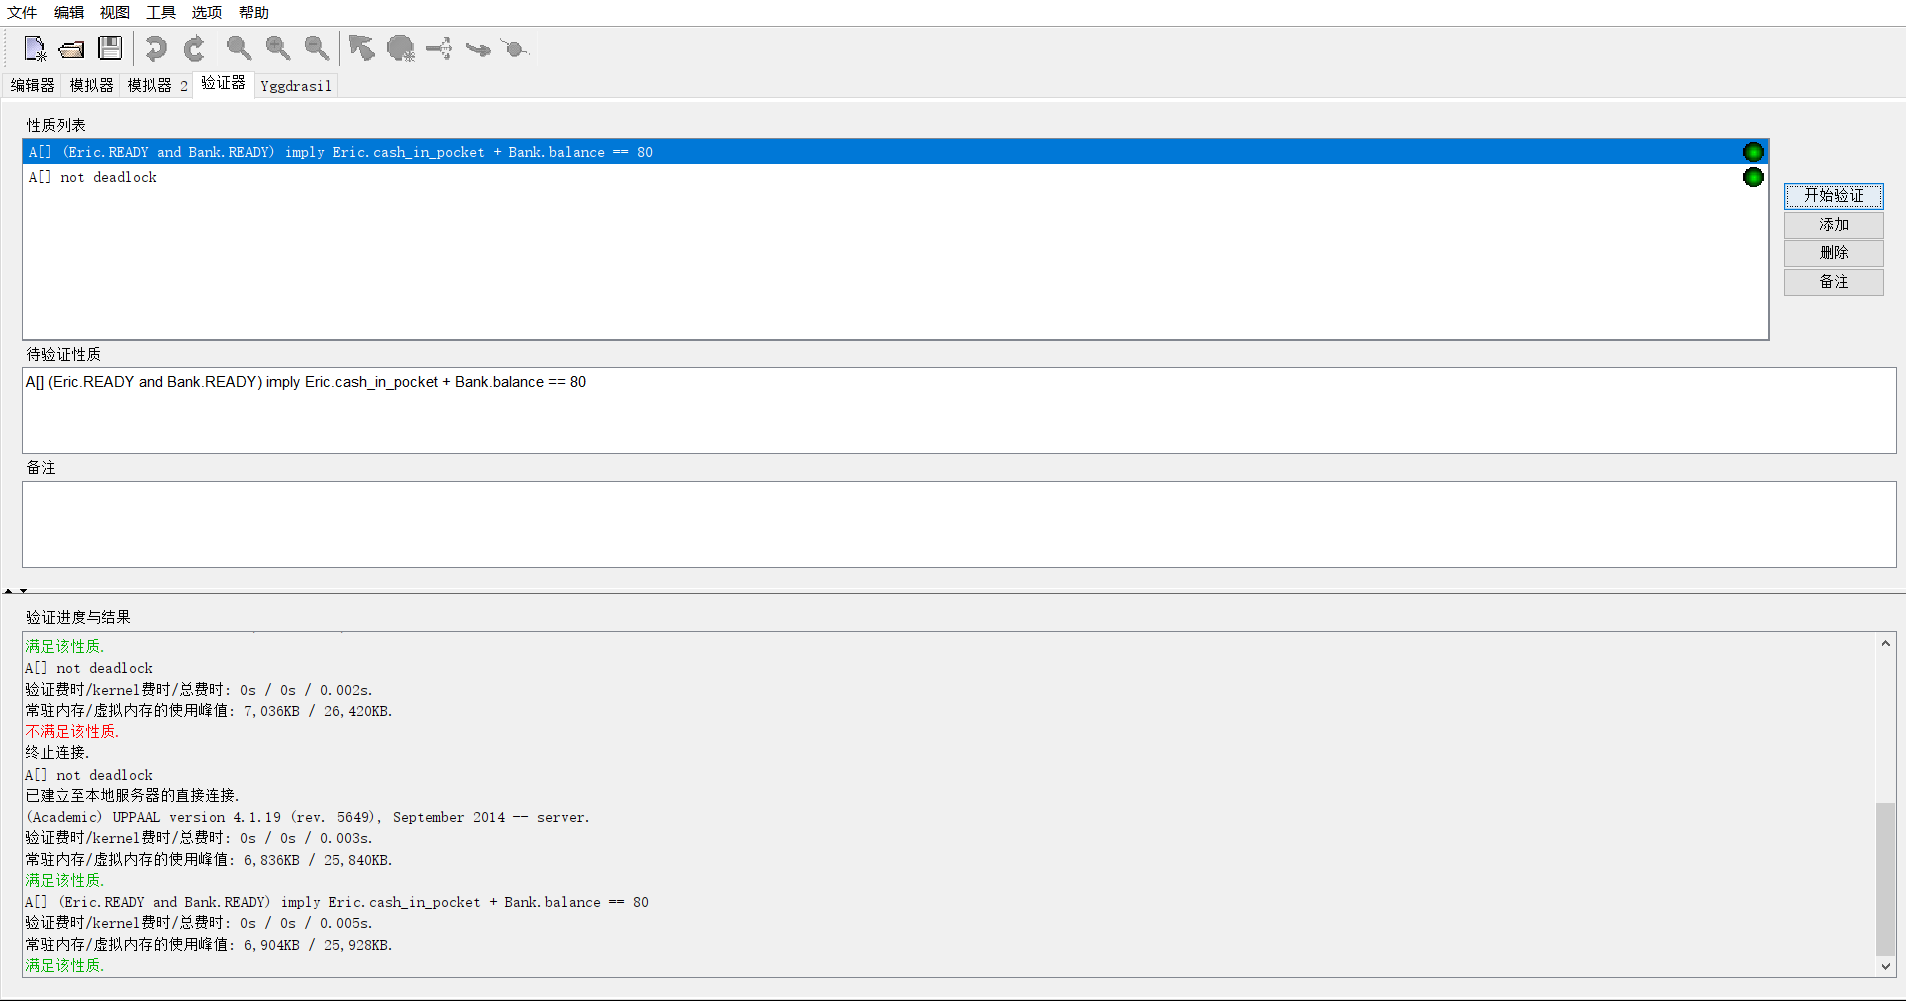 文件 编辑 视图 工具 选项 帮助
编辑器 模拟器 模拟器 2 验证器 Yggdrasil
性质列表
A[] (Eric.READY and Bank.READY) imply Eric.cash_in_pocket + Bank.balance == 80
A[] not deadlock
开始验证
添加
删除
备注
待验证性质
A[] (Eric.READY and Bank.READY) imply Eric.cash_in_pocket + Bank.balance == 80
备注
验证进度与结果
满足该性质.
A[] not deadlock
验证费时/kernel费时/总费时: 0s / 0s / 0.002s.
常驻内存/虚拟内存的使用峰值: 7,036KB / 26,420KB.
不满足该性质.
终止连接.
A[] not deadlock
已建立至本地服务器的直接连接.
(Academic) UPPAAL version 4.1.19 (rev. 5649), September 2014 -- server.
验证费时/kernel费时/总费时: 0s / 0s / 0.003s.
常驻内存/虚拟内存的使用峰值: 6,836KB / 25,840KB.
满足该性质.
A[] (Eric.READY and Bank.READY) imply Eric.cash_in_pocket + Bank.balance == 80
验证费时/kernel费时/总费时: 0s / 0s / 0.005s.
常驻内存/虚拟内存的使用峰值: 6,904KB / 25,928KB.
满足该性质.